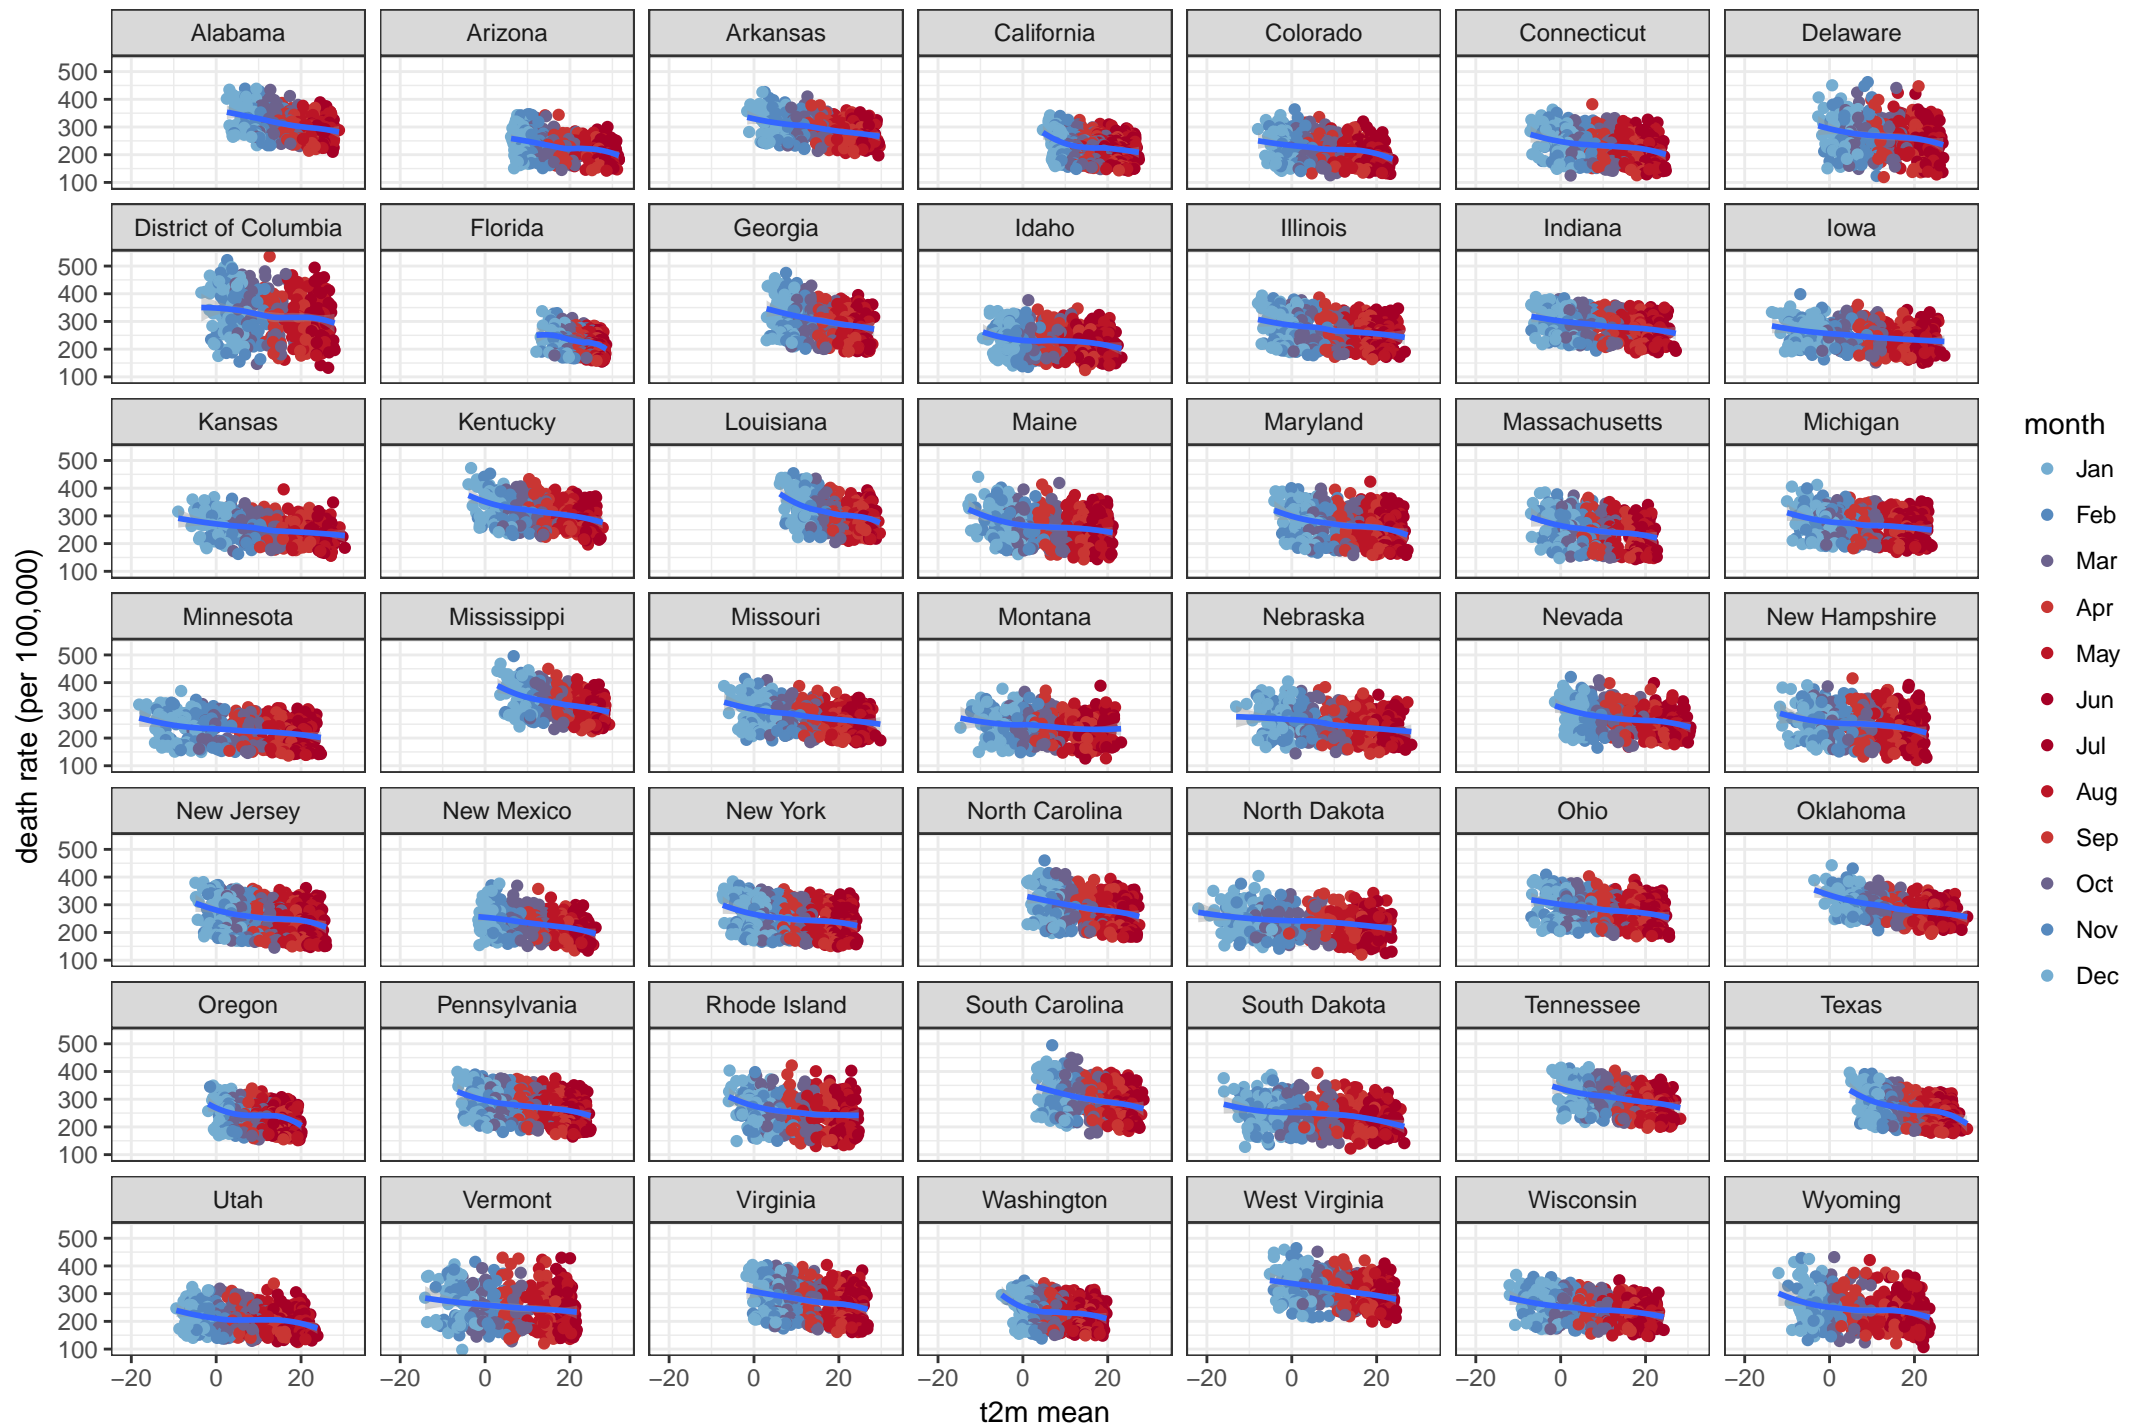 Alabama Arizona Arkansas California Colorado Connecticut Delaware
500
400
300
200
100
District of Columbia Florida Georgia Idaho Illinois Indiana Iowa
500
400
300
200
100
Kansas Kentucky Louisiana Maine Maryland Massachusetts Michigan
500
400
300
200
100
Minnesota Mississippi Missouri Montana Nebraska Nevada New Hampshire
500
400
300
200
100
New Jersey New Mexico New York North Carolina North Dakota Ohio Oklahoma
500
400
300
200
100
Oregon Pennsylvania Rhode Island South Carolina South Dakota Tennessee Texas
500
400
300
200
100
Utah Vermont Virginia Washington West Virginia Wisconsin Wyoming
500
400
300
200
100
−20 0 20 −20 0 20 −20 0 20 −20 0 20 −20 0 20 −20 0 20 −20 0 20
t2m mean
death rate (per 100,000)
month
Jan
Feb
Mar
Apr
May
Jun
Jul
Aug
Sep
Oct
Nov
Dec